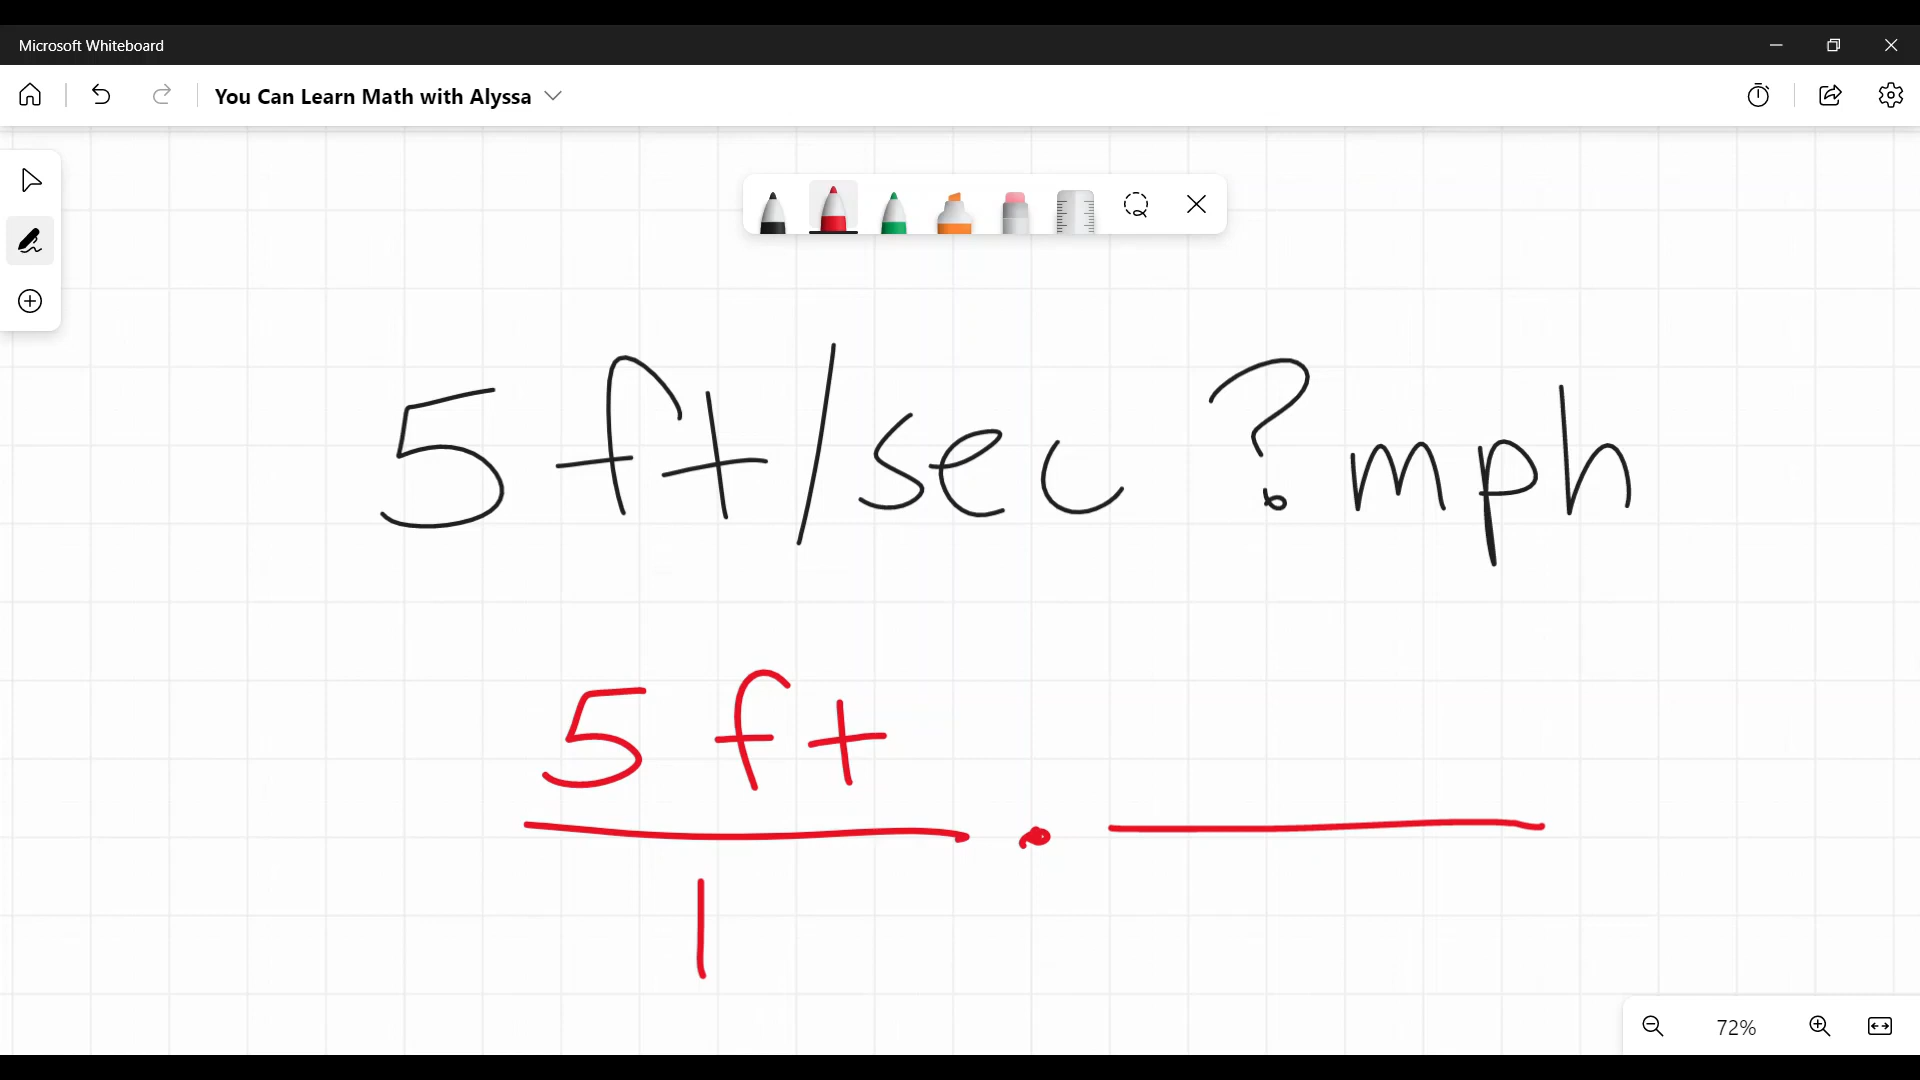 Microsoft Whiteboard
You Can Learn Math with Alyssa
5 ft/sec ? mph
5 ft
1
72%